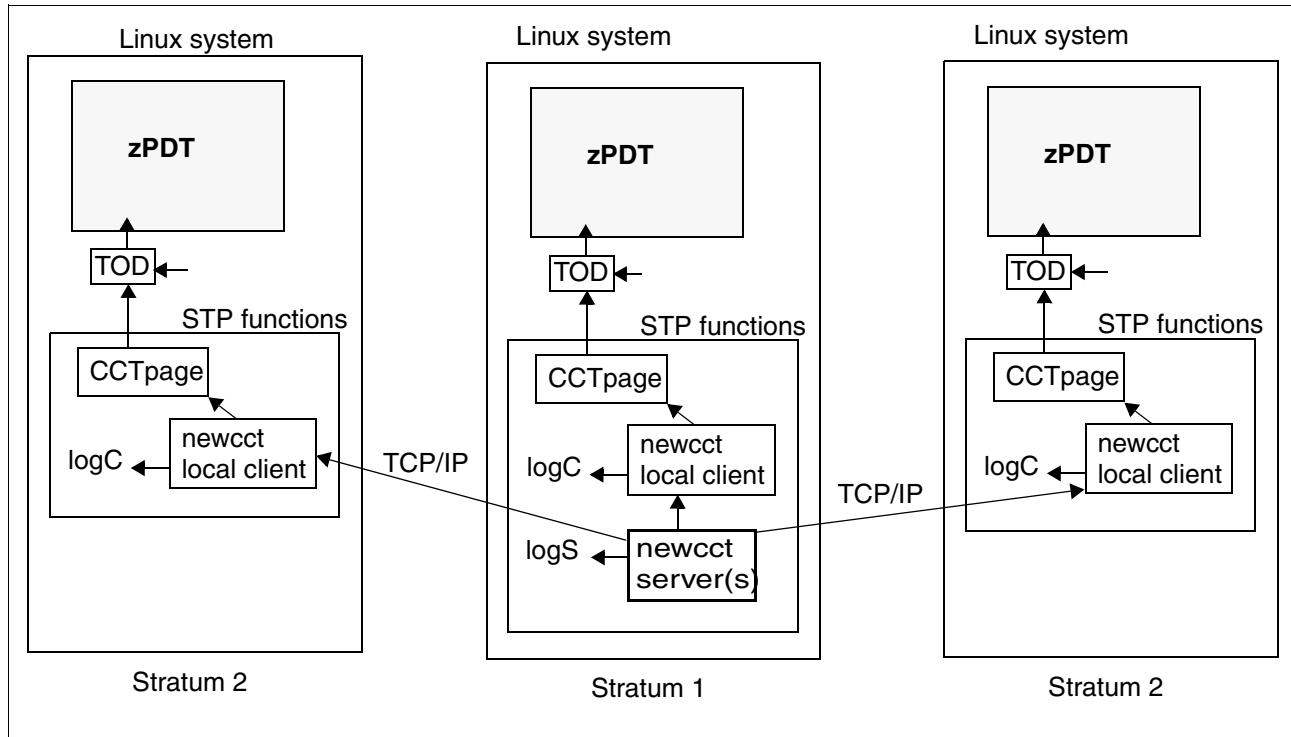 Linux system
zPDT
TOD
STP functions
CCTpage
newcct
local client
logC
Stratum 2
TCP/IP
Linux system
zPDT
TOD
STP functions
CCTpage
newcct
local client
logC
newcct
server(s)
logS
Stratum 1
TCP/IP
Linux system
zPDT
TOD
STP functions
CCTpage
newcct
local client
logC
Stratum 2